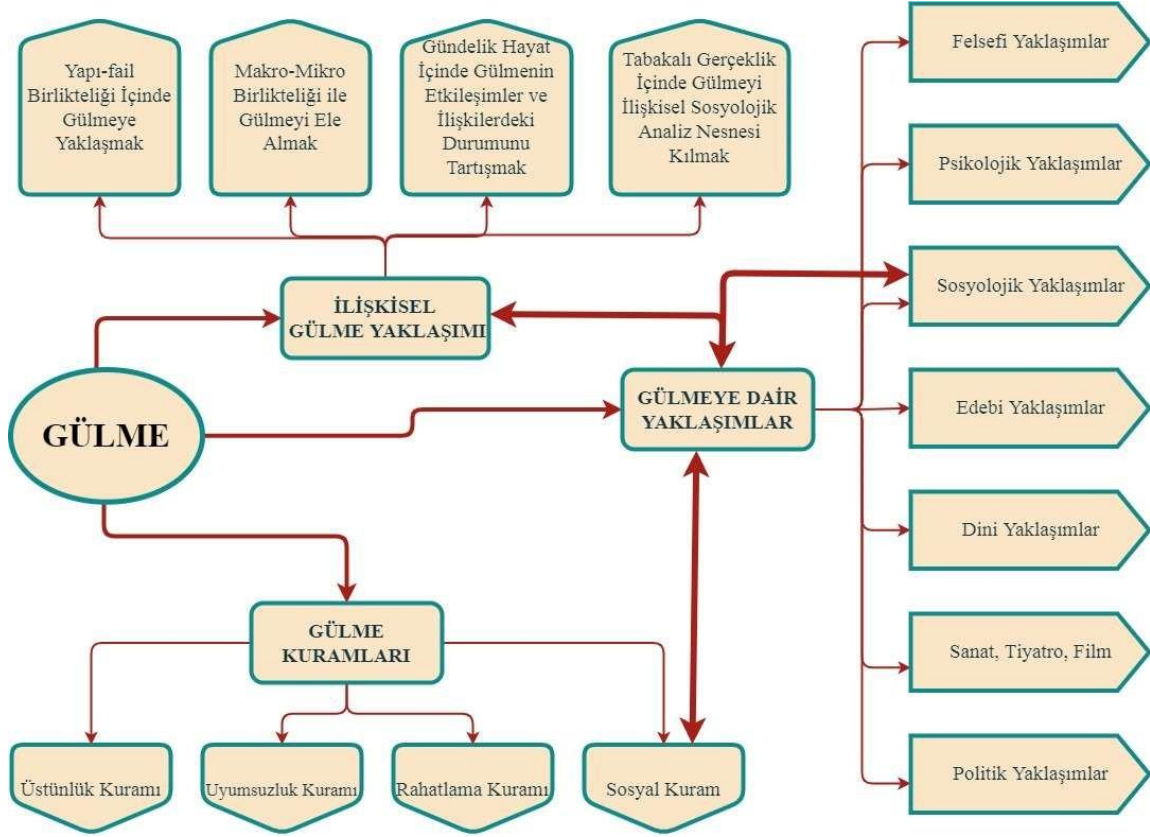 Yapı-fail
Birlikteliği İçinde
Gülmeye
Yaklaşmak
Makro-Mikro
Birlikteliği ile
Gülmeyi Ele
Almak
Gündelik Hayat
İçinde Gülmenin
Etkileşimler ve
İlişkilerdeki
Durumunu
Tartışmak
Tabakalı Gerçeklik
İçinde Gülmeyi
İlişkisel Sosyolojik
Analiz Nesnesi
Kılmak
Felsefi Yaklaşımlar
Psikolojik Yaklaşımlar
Sosyolojik Yaklaşımlar
Edebi Yaklaşımlar
Dini Yaklaşımlar
Sanat, Tiyatro, Film
Politik Yaklaşımlar
İLİŞKİSEL
GÜLME YAKLAŞIMI
GÜLMEYE DAİR
YAKLAŞIMLAR
GÜLME
GÜLME
KURAMLARI
Üstünlük Kuramı
Uyumsuzluk Kuramı
Rahatlama Kuramı
Sosyal Kuram